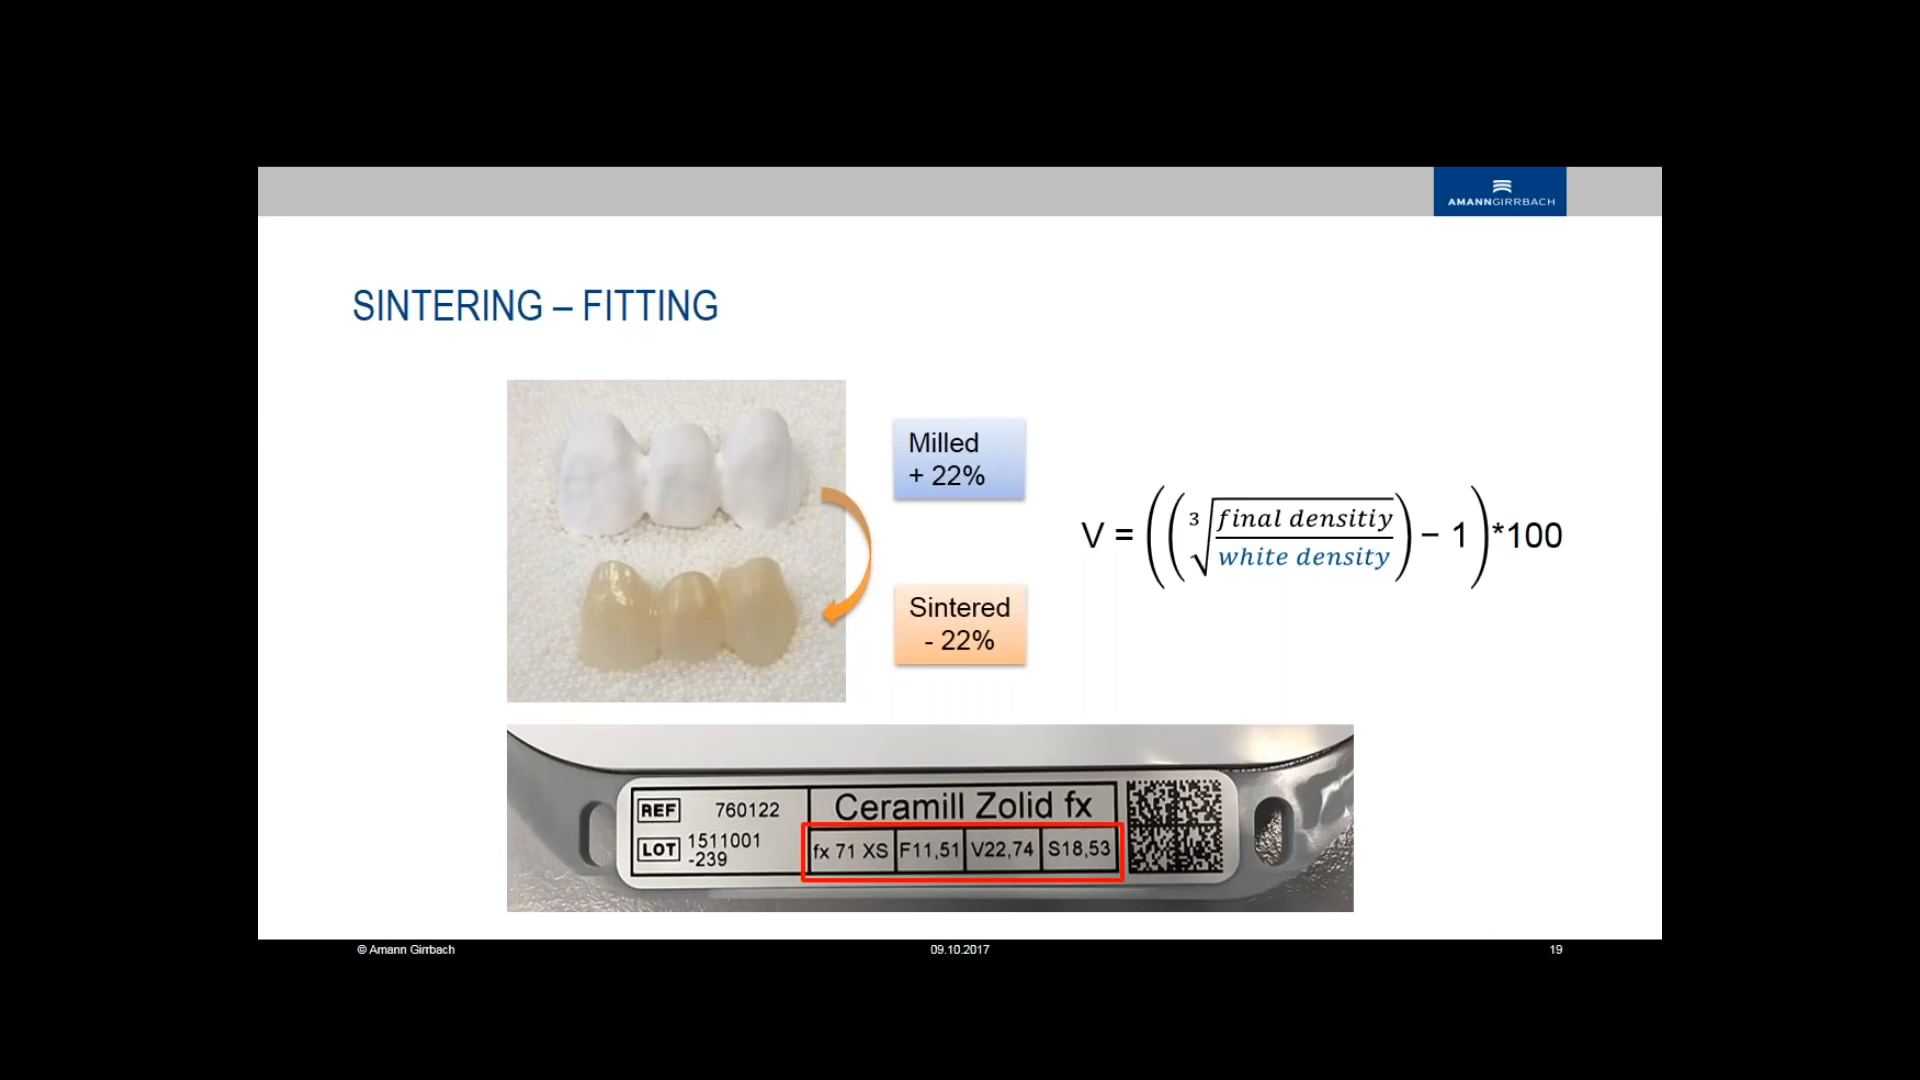 AMANNGIRRBACH
SINTERING – FITTING
Milled
+ 22%
Sintered
- 22%
V = ((∛(final densitiy / white density)) − 1)*100
REF 760122
LOT 1511001
-239
Ceramill Zolid fx
fx 71 XS F11,51 V22,74 S18,53
© Amann Girrbach
09.10.2017
19